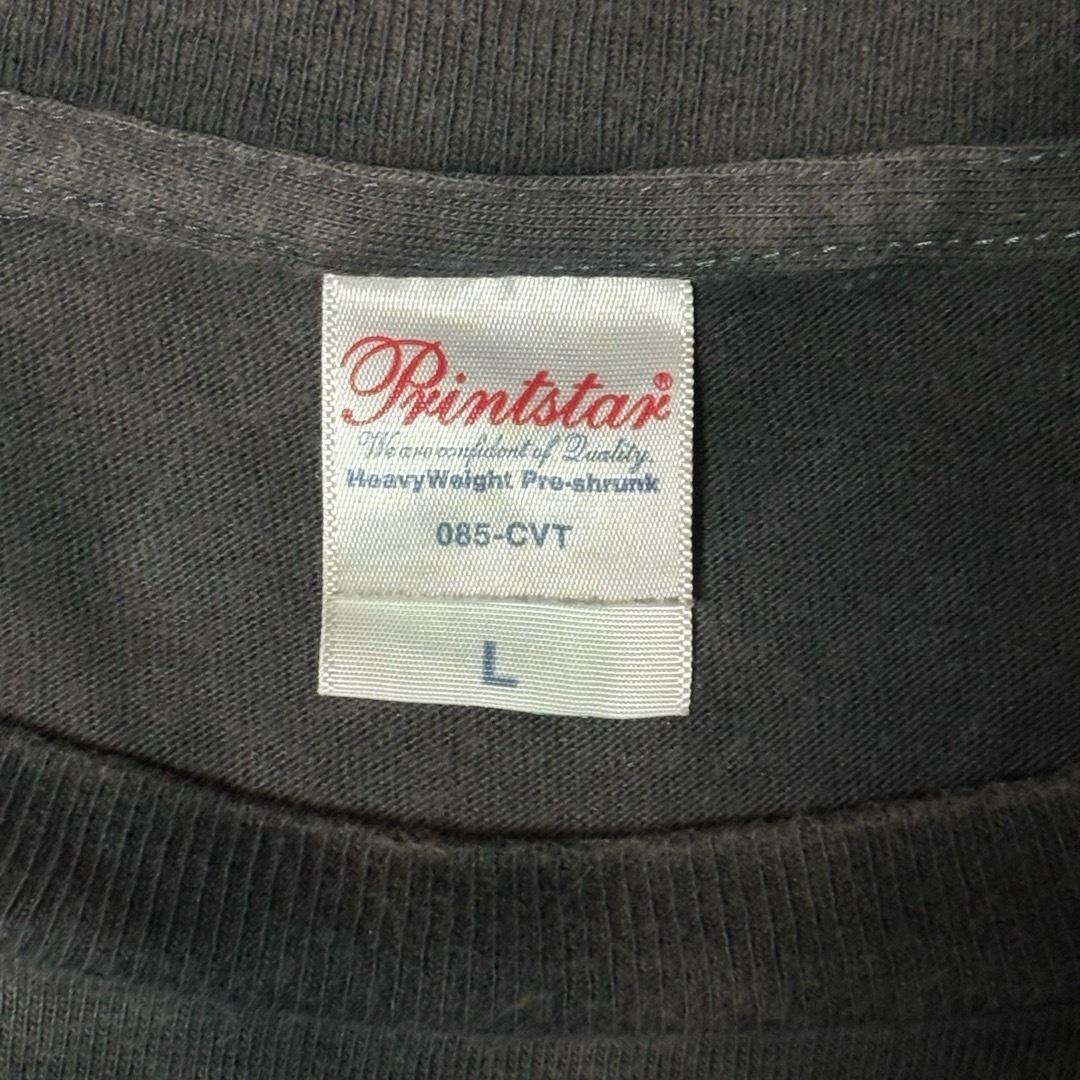 Printstar®
We are confident of Quality.
HeavyWeight Pre-shrunk
085-CVT
L